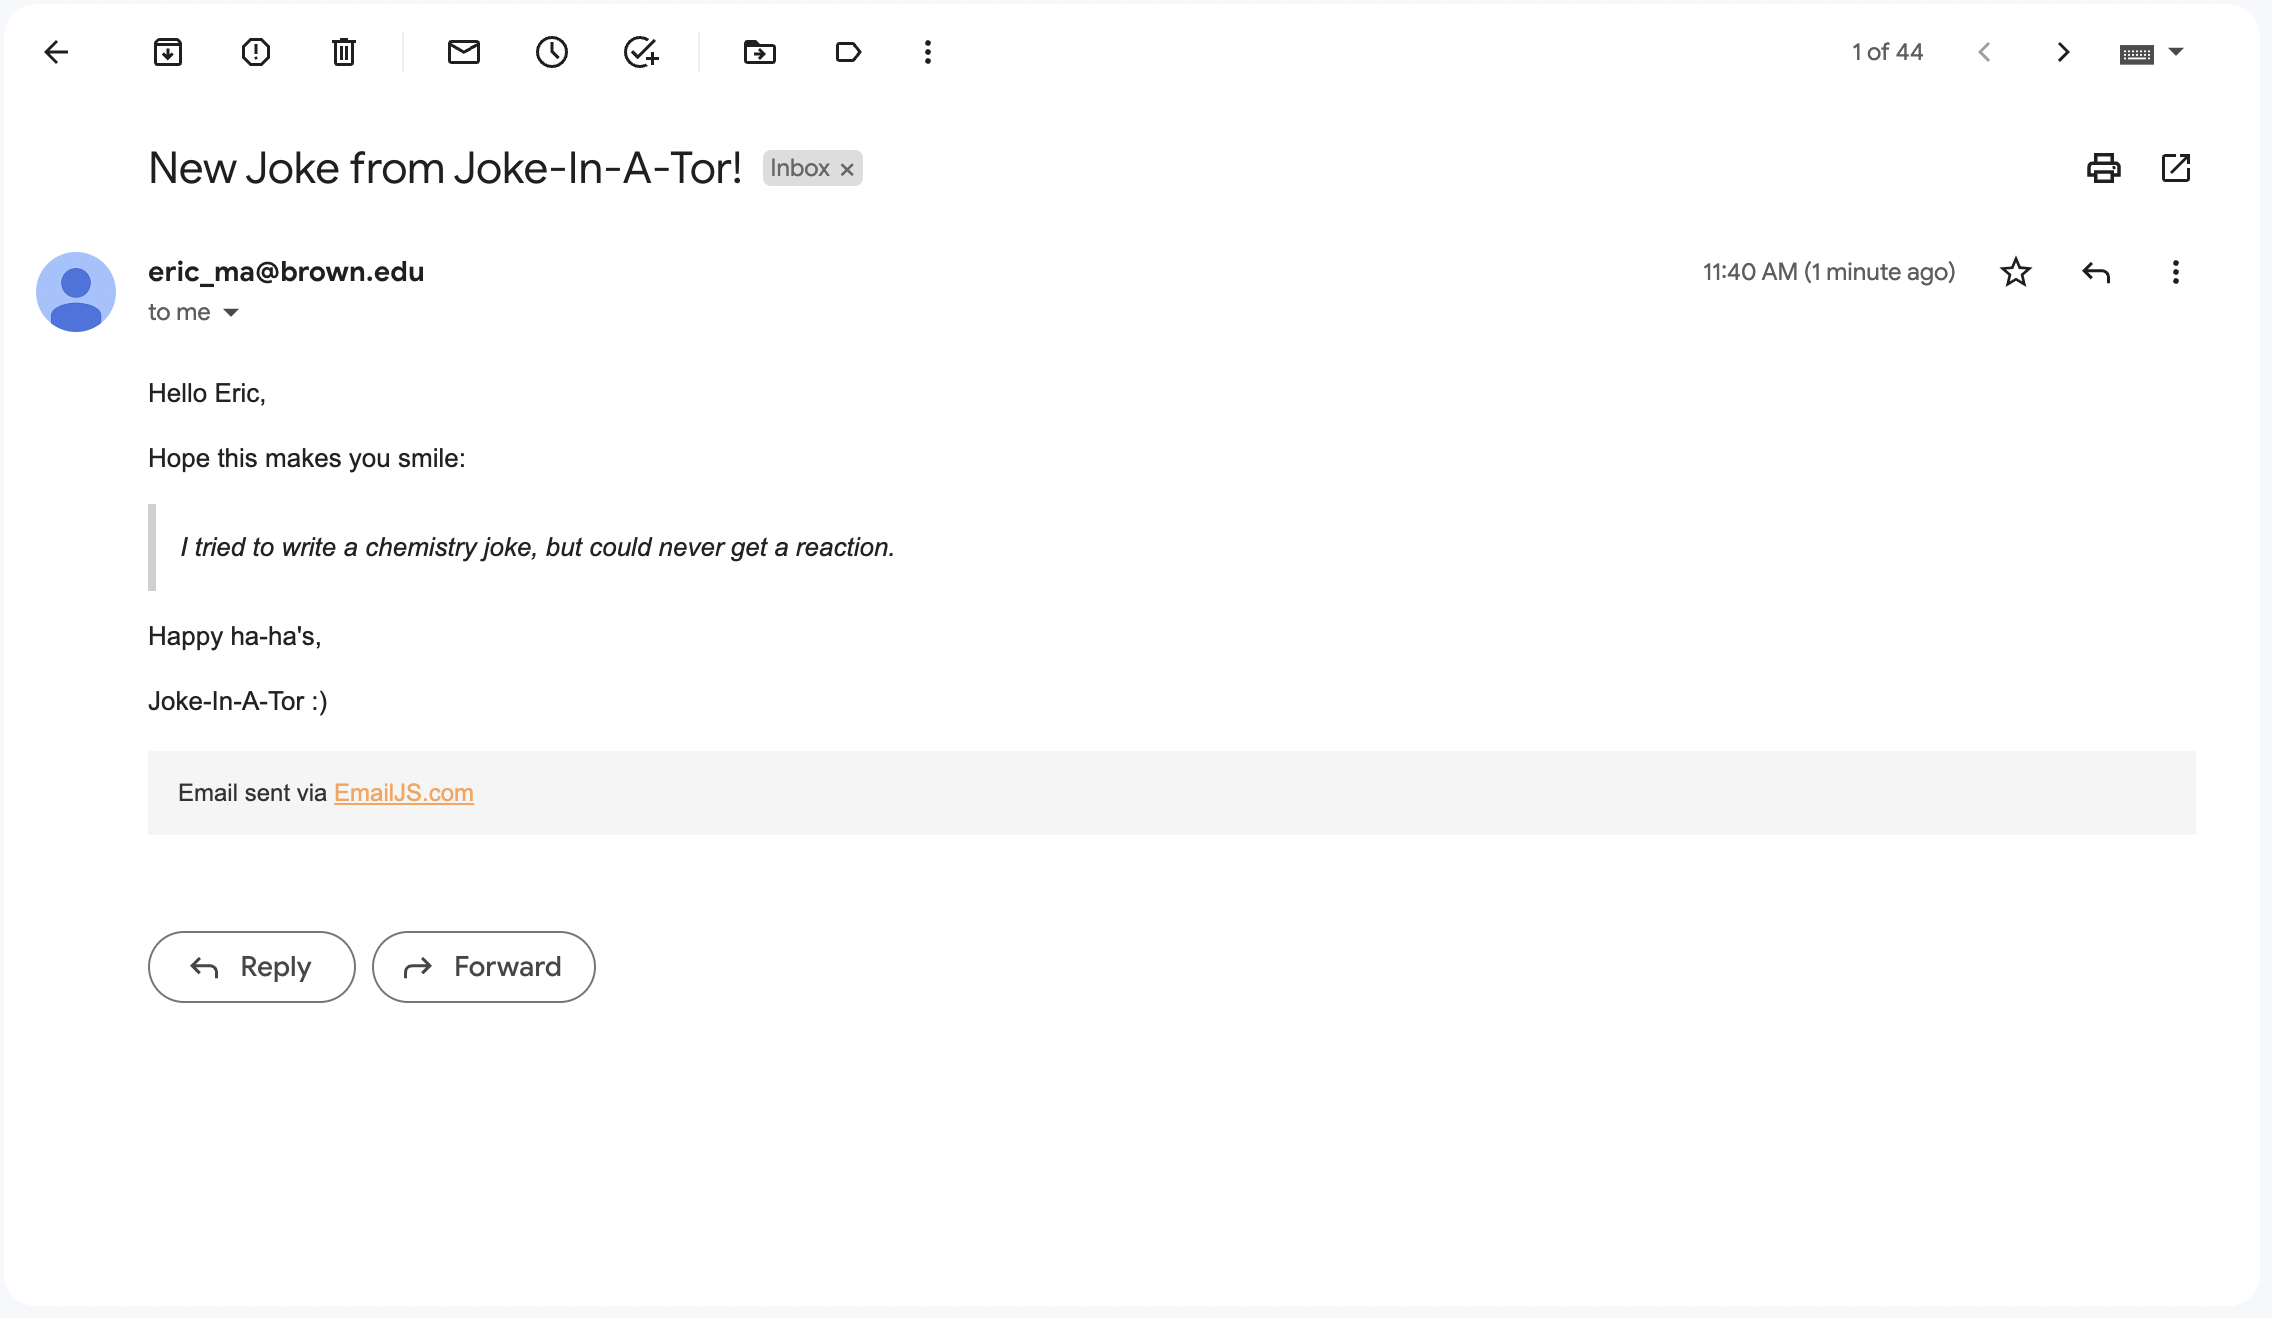 1 of 44
New Joke from Joke-In-A-Tor! Inbox ×
eric_ma@brown.edu 11:40 AM (1 minute ago)
to me
Hello Eric,
Hope this makes you smile:
I tried to write a chemistry joke, but could never get a reaction.
Happy ha-ha's,
Joke-In-A-Tor :)
Email sent via EmailJS.com
Reply Forward